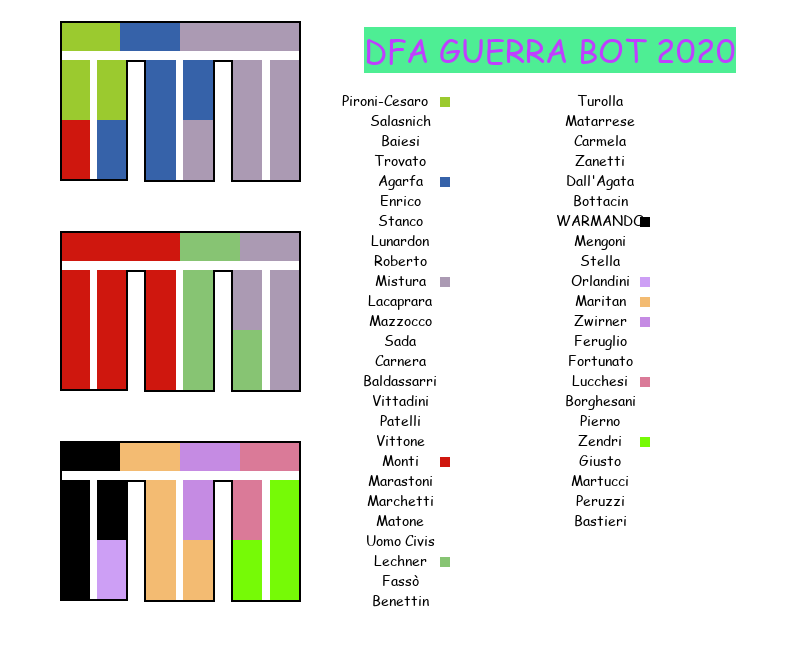 DFA GUERRA BOT 2020
Pironi-Cesaro
Salasnich
Baiesi
Trovato
Agarfa
Enrico
Stanco
Lunardon
Roberto
Mistura
Lacaprara
Mazzocco
Sada
Carnera
Baldassarri
Vittadini
Patelli
Vittone
Monti
Marastoni
Marchetti
Matone
Uomo Civis
Lechner
Fassò
Benettin
Turolla
Matarrese
Carmela
Zanetti
Dall'Agata
Bottacin
WARMANDO
Mengoni
Stella
Orlandini
Maritan
Zwirner
Feruglio
Fortunato
Lucchesi
Borghesani
Pierno
Zendri
Giusto
Martucci
Peruzzi
Bastieri